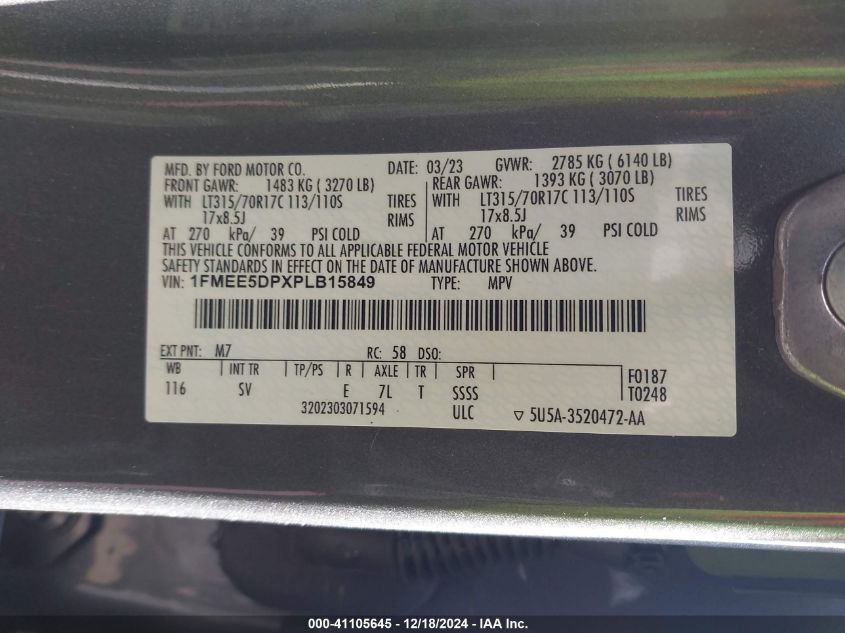 MFD. BY FORD MOTOR CO. DATE: 03/23 GVWR: 2785 KG ( 6140 LB)
FRONT GAWR: 1483 KG ( 3270 LB) REAR GAWR: 1393 KG ( 3070 LB)
WITH LT315/70R17C 113/110S TIRES WITH LT315/70R17C 113/110S TIRES
17x8.5J RIMS 17x8.5J RIMS
AT 270 kPa/ 39 PSI COLD AT 270 kPa/ 39 PSI COLD
THIS VEHICLE CONFORMS TO ALL APPLICABLE FEDERAL MOTOR VEHICLE
SAFETY STANDARDS IN EFFECT ON THE DATE OF MANUFACTURE SHOWN ABOVE.
VIN: 1FMEE5DPXPLB15849 TYPE: MPV
EXT PNT: M7 RC: 58 DSO:
WB INT TR TP/PS R AXLE TR SPR F0187
116 SV E 7L T SSSS T0248
3202303071594 ULC ▽ 5U5A-3520472-AA
000-41105645 - 12/18/2024 - IAA Inc.